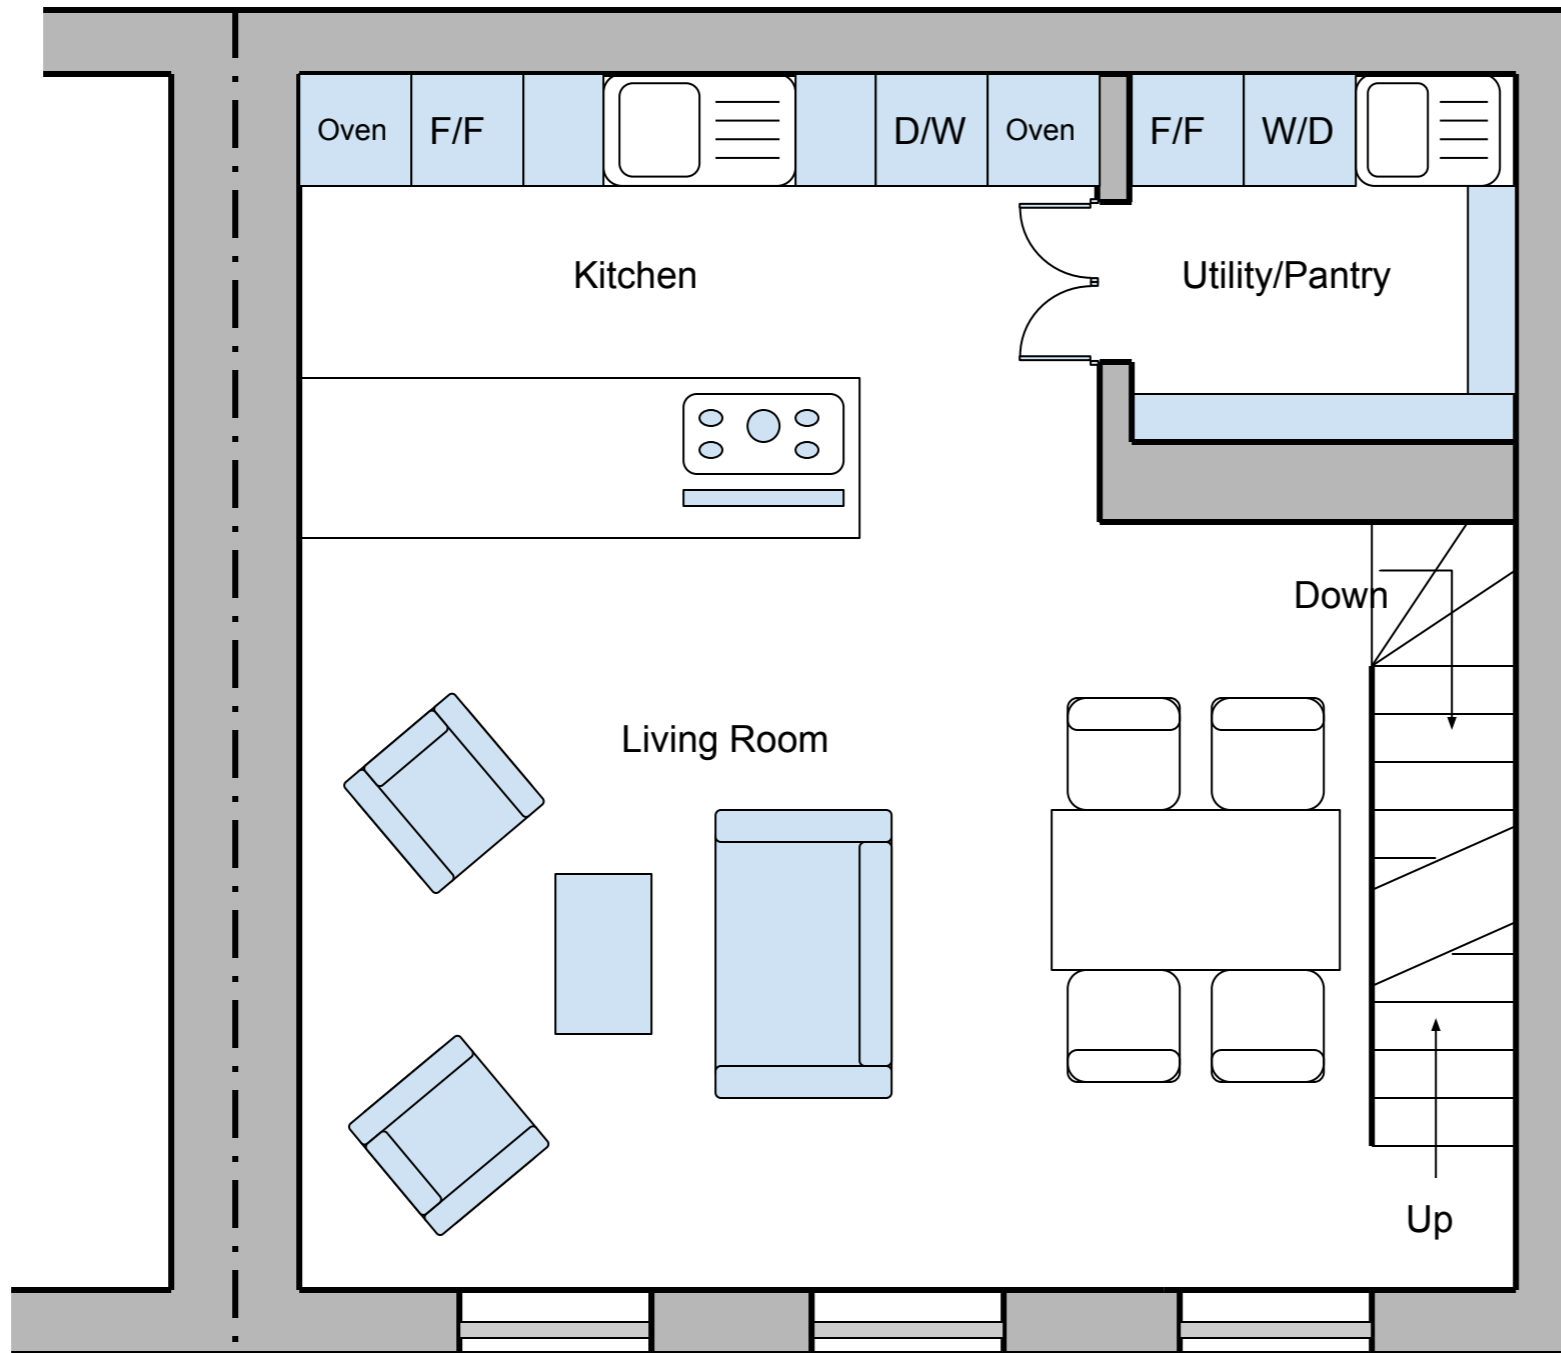 Oven
F/F
D/W
Oven
F/F
W/D
Kitchen
Utility/Pantry
Down
Living Room
Up